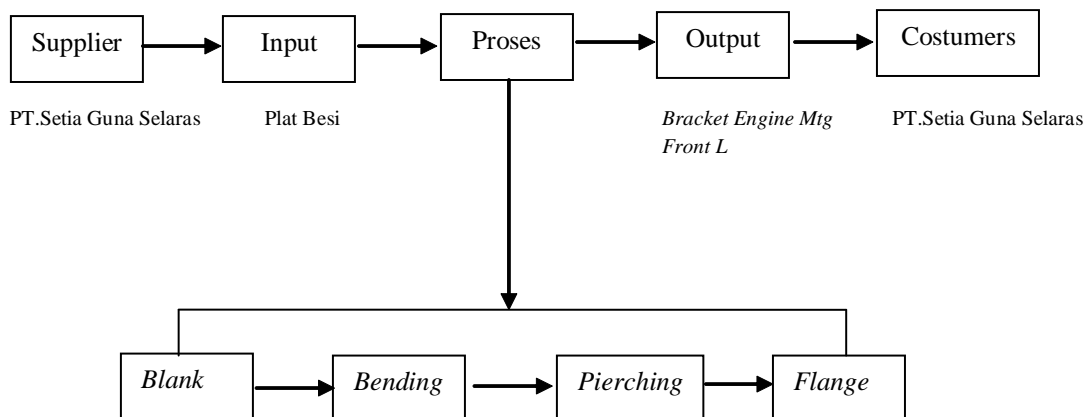 Supplier
Input
Proses
Output
Costumers
PT.Setia Guna Selaras
Plat Besi
Bracket Engine Mtg
Front L
PT.Setia Guna Selaras
Blank
Bending
Pierching
Flange